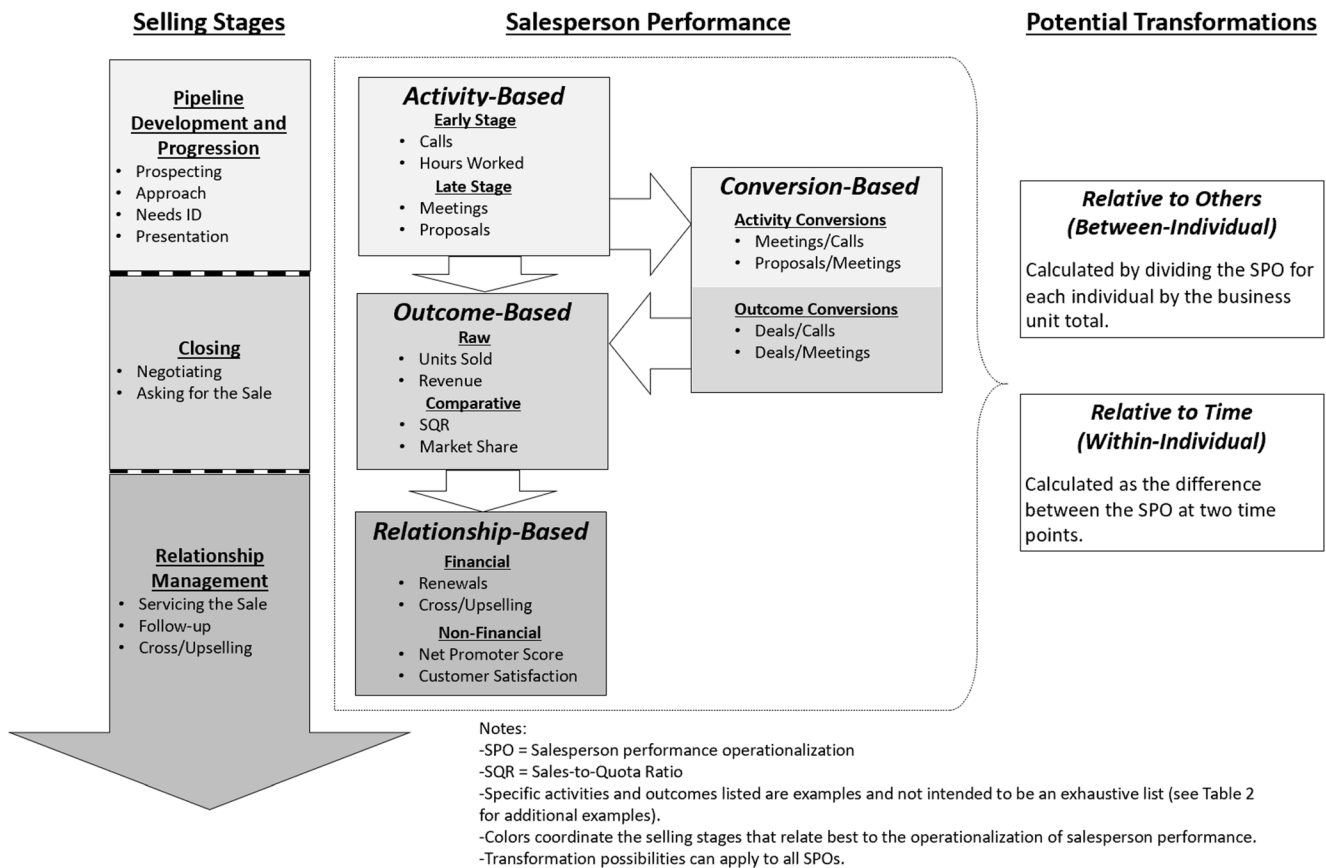 Selling Stages
Salesperson Performance
Potential Transformations
Pipeline
Development and
Progression
• Prospecting
• Approach
• Needs ID
• Presentation
Closing
• Negotiating
• Asking for the Sale
Relationship
Management
• Servicing the Sale
• Follow-up
• Cross/Upselling
Activity-Based
Early Stage
• Calls
• Hours Worked
Late Stage
• Meetings
• Proposals
Outcome-Based
Raw
• Units Sold
• Revenue
Comparative
• SQR
• Market Share
Relationship-Based
Financial
• Renewals
• Cross/Upselling
Non-Financial
• Net Promoter Score
• Customer Satisfaction
Conversion-Based
Activity Conversions
• Meetings/Calls
• Proposals/Meetings
Outcome Conversions
• Deals/Calls
• Deals/Meetings
Relative to Others
(Between-Individual)
Calculated by dividing the SPO for
each individual by the business
unit total.
Relative to Time
(Within-Individual)
Calculated as the difference
between the SPO at two time
points.
Notes:
-SPO = Salesperson performance operationalization
-SQR = Sales-to-Quota Ratio
-Specific activities and outcomes listed are examples and not intended to be an exhaustive list (see Table 2
for additional examples).
-Colors coordinate the selling stages that relate best to the operationalization of salesperson performance.
-Transformation possibilities can apply to all SPOs.